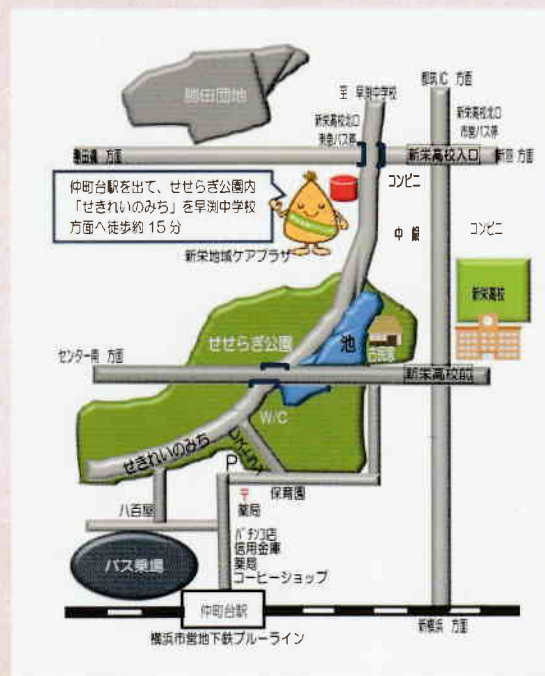 勝田団地
至 早渕中学校
都筑IC 方面
新栄高校北口
東急バス停
新栄高校北口
市営バス停
勝田橋 方面
新栄高校入口
新羽 方面
仲町台駅を出て、せせらぎ公園内
「せきれいのみち」を早渕中学校
方面へ徒歩約 15 分
コンビニ
中 線
コンビニ
新栄地域ケアプラザ
新栄高校
せせらぎ公園
池
古民家
センター南 方面
新栄高校前
W/C
せきれいのみち
P
保育園
〒
八百屋
薬局
パチンコ店
信用金庫
薬局
コーヒーショップ
バス乗場
仲町台駅
横浜市営地下鉄ブルーライン
新横浜 方面